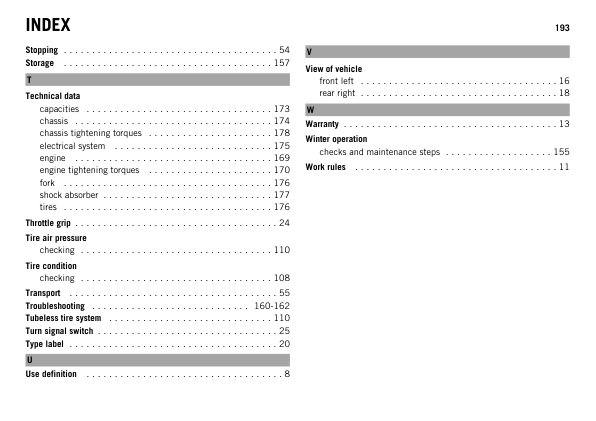 INDEX 193
Stopping . . . . . . . . . . . . . . . . . . . . . . . . . . . . . . . . . . . 54
Storage . . . . . . . . . . . . . . . . . . . . . . . . . . . . . . . . . . 157
T
Technical data
capacities . . . . . . . . . . . . . . . . . . . . . . . . . . . . . 173
chassis . . . . . . . . . . . . . . . . . . . . . . . . . . . . . . . 174
chassis tightening torques . . . . . . . . . . . . . . . . . . . . 178
electrical system . . . . . . . . . . . . . . . . . . . . . . . . . 175
engine . . . . . . . . . . . . . . . . . . . . . . . . . . . . . . . . 169
engine tightening torques . . . . . . . . . . . . . . . . . . . . 170
fork . . . . . . . . . . . . . . . . . . . . . . . . . . . . . . . . . 176
shock absorber . . . . . . . . . . . . . . . . . . . . . . . . . . . 177
tires . . . . . . . . . . . . . . . . . . . . . . . . . . . . . . . . . 176
Throttle grip . . . . . . . . . . . . . . . . . . . . . . . . . . . . . . . 24
Tire air pressure
checking . . . . . . . . . . . . . . . . . . . . . . . . . . . . . . 110
Tire condition
checking . . . . . . . . . . . . . . . . . . . . . . . . . . . . . . 108
Transport . . . . . . . . . . . . . . . . . . . . . . . . . . . . . . . . . 55
Troubleshooting . . . . . . . . . . . . . . . . . . . . . . . . . 160-162
Tubeless tire system . . . . . . . . . . . . . . . . . . . . . . . . . 110
Turn signal switch . . . . . . . . . . . . . . . . . . . . . . . . . . . 25
Type label . . . . . . . . . . . . . . . . . . . . . . . . . . . . . . . . 20
U
Use definition . . . . . . . . . . . . . . . . . . . . . . . . . . . . . . 8
V
View of vehicle
front left . . . . . . . . . . . . . . . . . . . . . . . . . . . . . . . 16
rear right . . . . . . . . . . . . . . . . . . . . . . . . . . . . . . 18
W
Warranty . . . . . . . . . . . . . . . . . . . . . . . . . . . . . . . . . 13
Winter operation
checks and maintenance steps . . . . . . . . . . . . . . . . . 155
Work rules . . . . . . . . . . . . . . . . . . . . . . . . . . . . . . . . 11